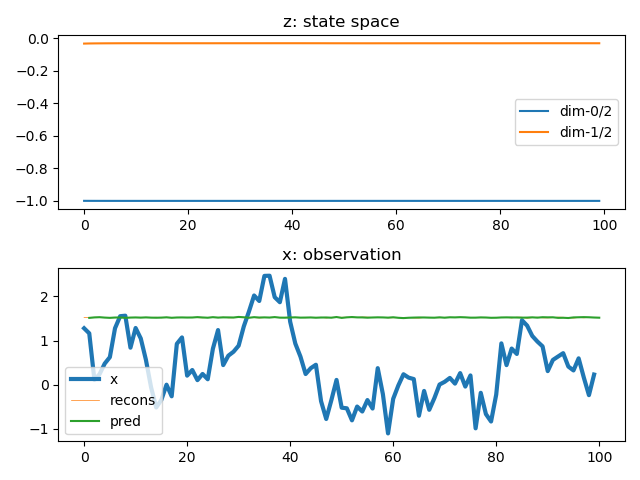 z: state space
0.0
−0.2
−0.4
−0.6
−0.8
−1.0
dim-0/2
dim-1/2
0 20 40 60 80 100
x: observation
2
1
0
−1
x
recons
pred
0 20 40 60 80 100